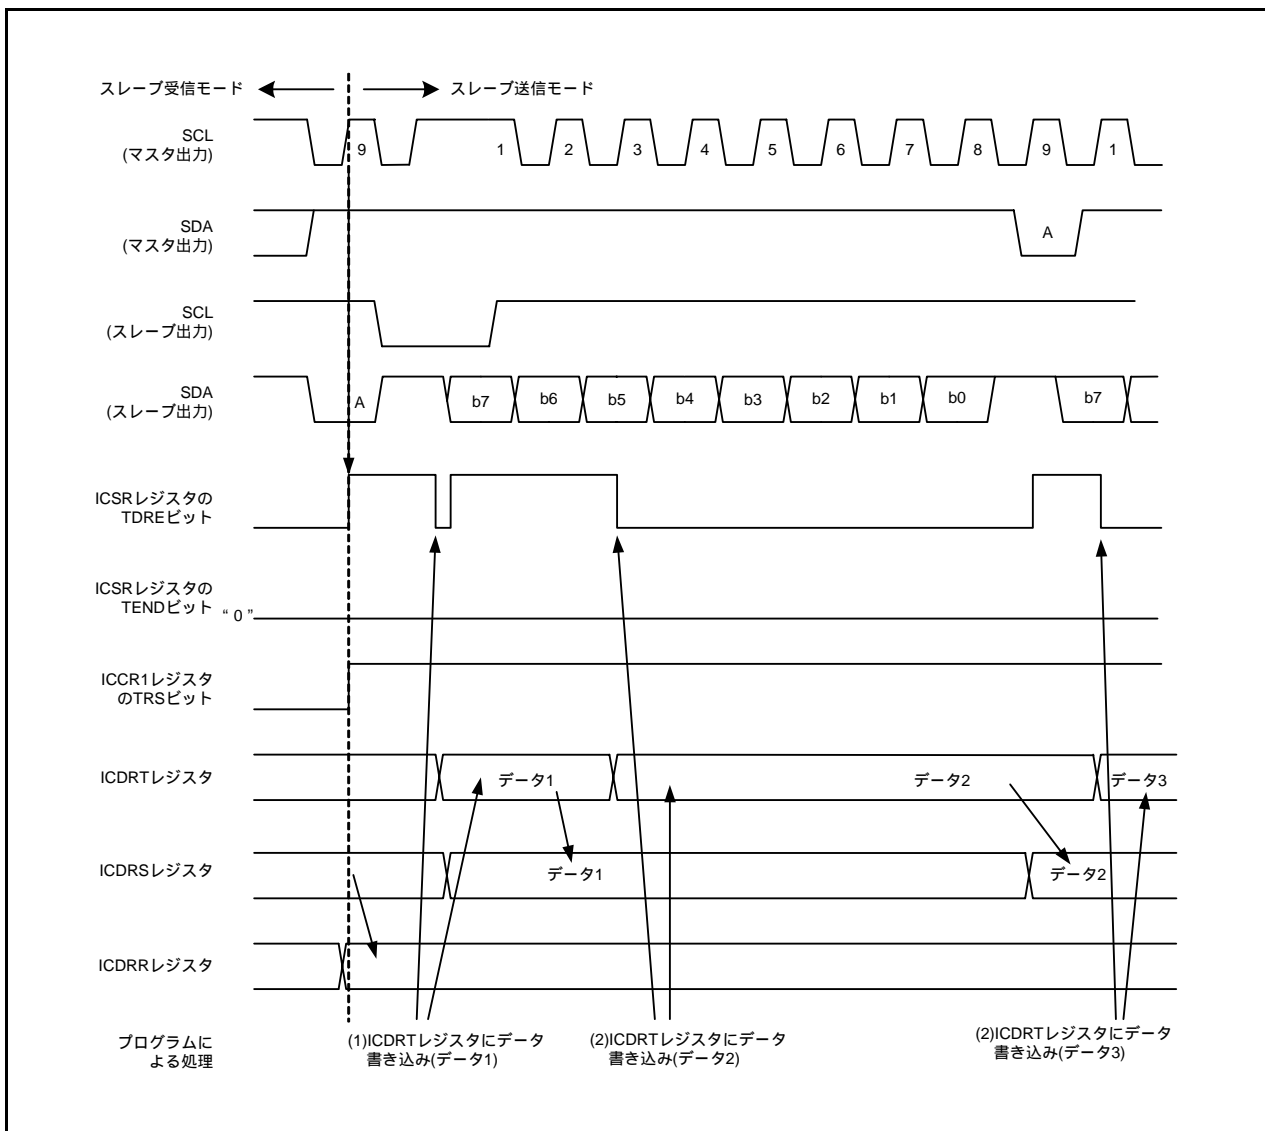 スレーブ受信モード スレーブ送信モード
SCL
(マスタ出力)
9 1 2 3 4 5 6 7 8 9 1
SDA
(マスタ出力)
A
SCL
(スレーブ出力)
SDA
(スレーブ出力)
A b7 b6 b5 b4 b3 b2 b1 b0 b7
ICSRレジスタの
TDREビット
ICSRレジスタの
TENDビット
“ 0 ”
ICCR1レジスタ
のTRSビット
ICDRTレジスタ
データ1 データ2 データ3
ICDRSレジスタ
データ1 データ2
ICDRRレジスタ
プログラムに
よる処理
(1)ICDRTレジスタにデータ
書き込み(データ1)
(2)ICDRTレジスタにデータ
書き込み(データ2)
(2)ICDRTレジスタにデータ
書き込み(データ3)